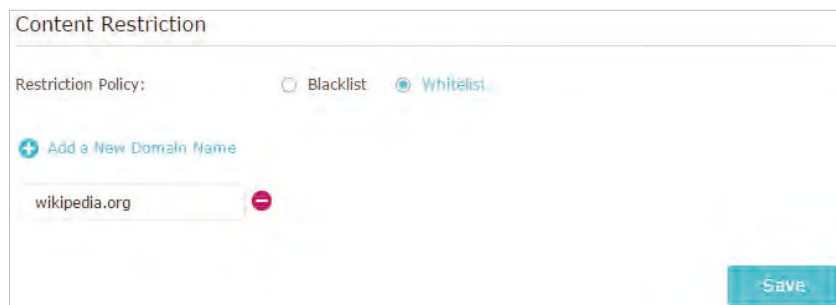 Content Restriction
Restriction Policy: Blacklist Whitelist
Add a New Domain Name
wikipedia.org
Save